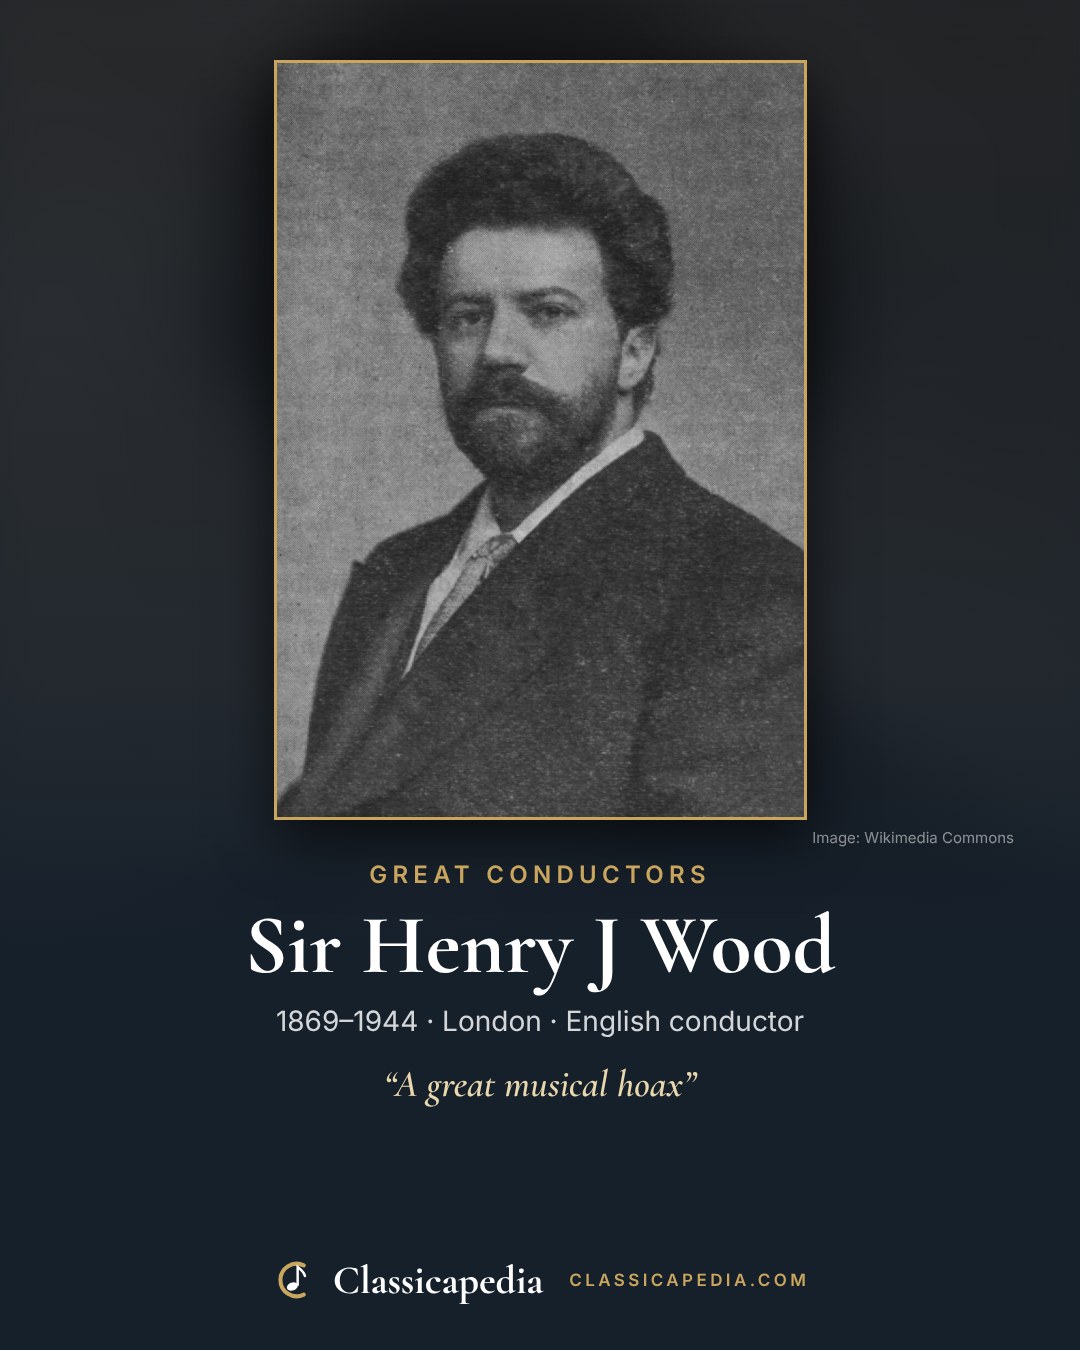 Image: Wikimedia Commons
GREAT CONDUCTORS
Sir Henry J Wood
1869–1944 · London · English conductor
“A great musical hoax”
Classicapedia CLASSICAPEDIA.COM